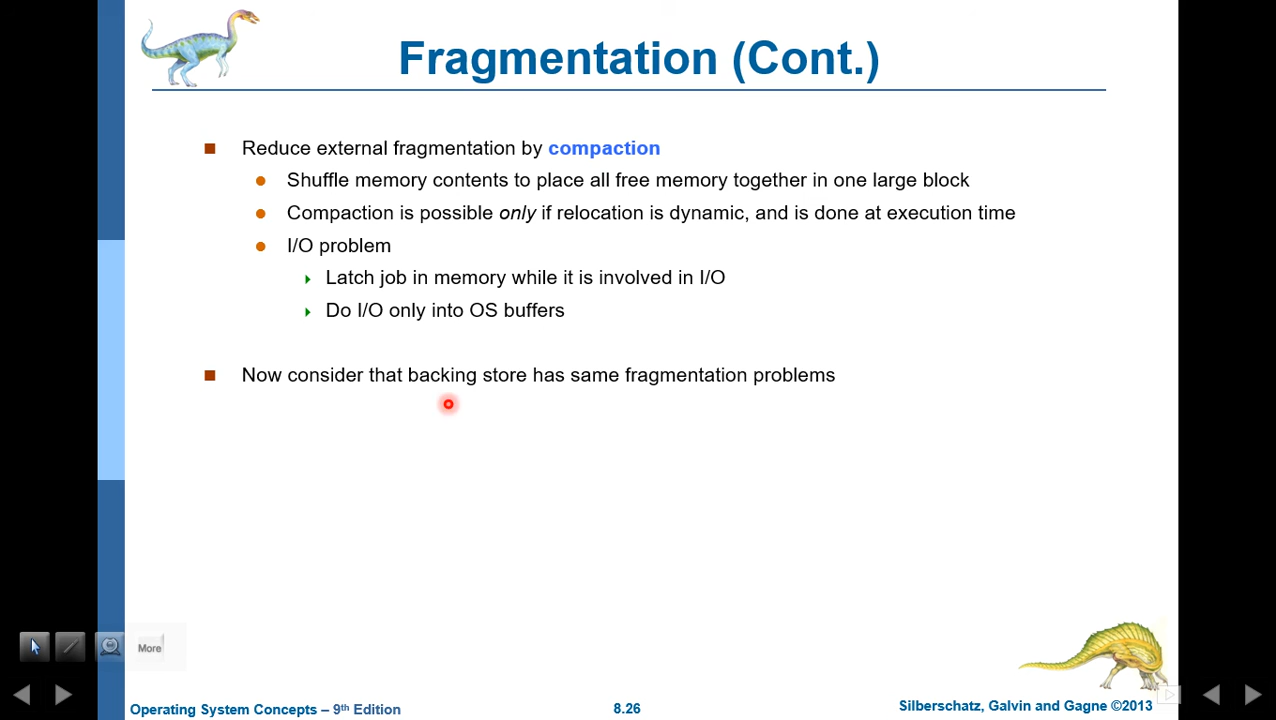 Fragmentation (Cont.)
Reduce external fragmentation by compaction
Shuffle memory contents to place all free memory together in one large block
Compaction is possible only if relocation is dynamic, and is done at execution time
I/O problem
Latch job in memory while it is involved in I/O
Do I/O only into OS buffers
Now consider that backing store has same fragmentation problems
More
Operating System Concepts – 9th Edition
8.26
Silberschatz, Galvin and Gagne ©2013